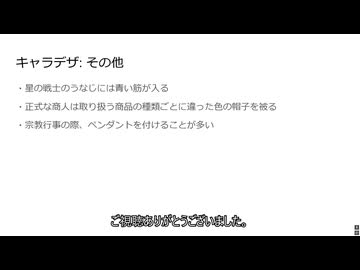 キャラデザ: その他
・星の戦士のうなじには青い筋が入る
・正式な商人は取り扱う商品の種類ごとに違った色の帽子を被る
・宗教行事の際、ペンダントを付けることが多い
ご視聴ありがとうございました。